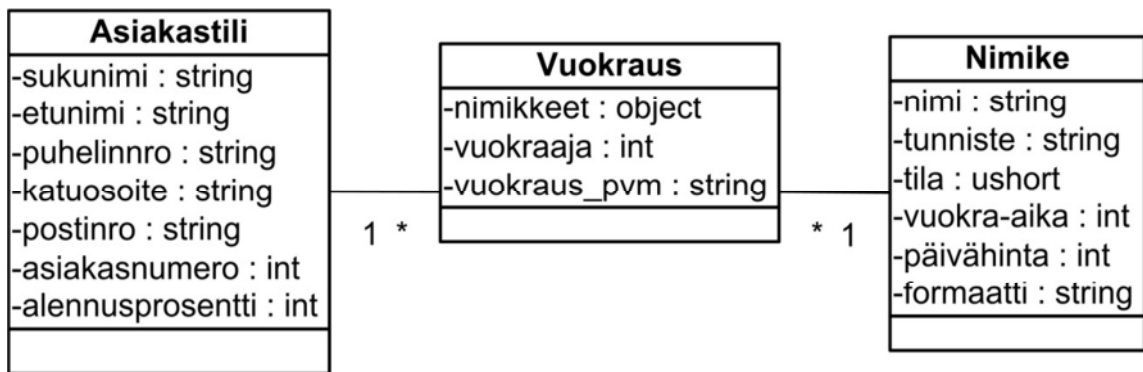 Asiakastili
-sukunimi : string
-etunimi : string
-puhelinnro : string
-katuosoite : string
-postinro : string
-asiakasnumero : int
-alennusprosentti : int
1 *
Vuokraus
-nimikkeet : object
-vuokraaja : int
-vuokraus_pvm : string
* 1
Nimike
-nimi : string
-tunniste : string
-tila : ushort
-vuokra-aika : int
-päivähinta : int
-formaatti : string